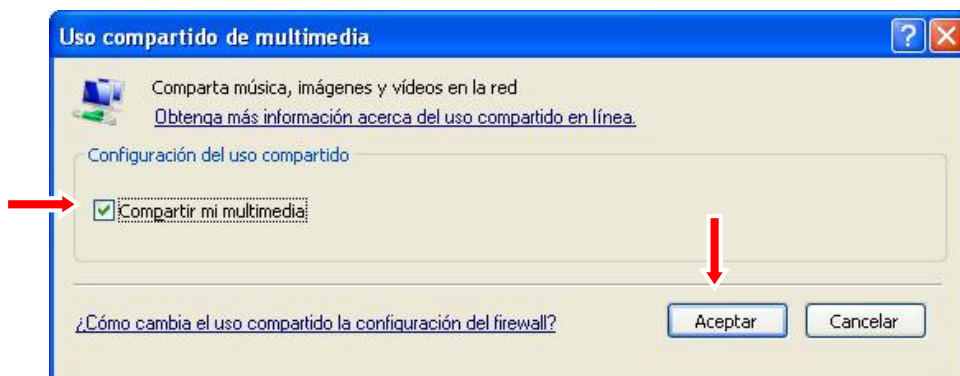 Uso compartido de multimedia
Comparta música, imágenes y vídeos en la red
Obtenga más información acerca del uso compartido en línea.
Configuración del uso compartido
Compartir mi multimedia
¿Cómo cambia el uso compartido la configuración del firewall?
Aceptar
Cancelar